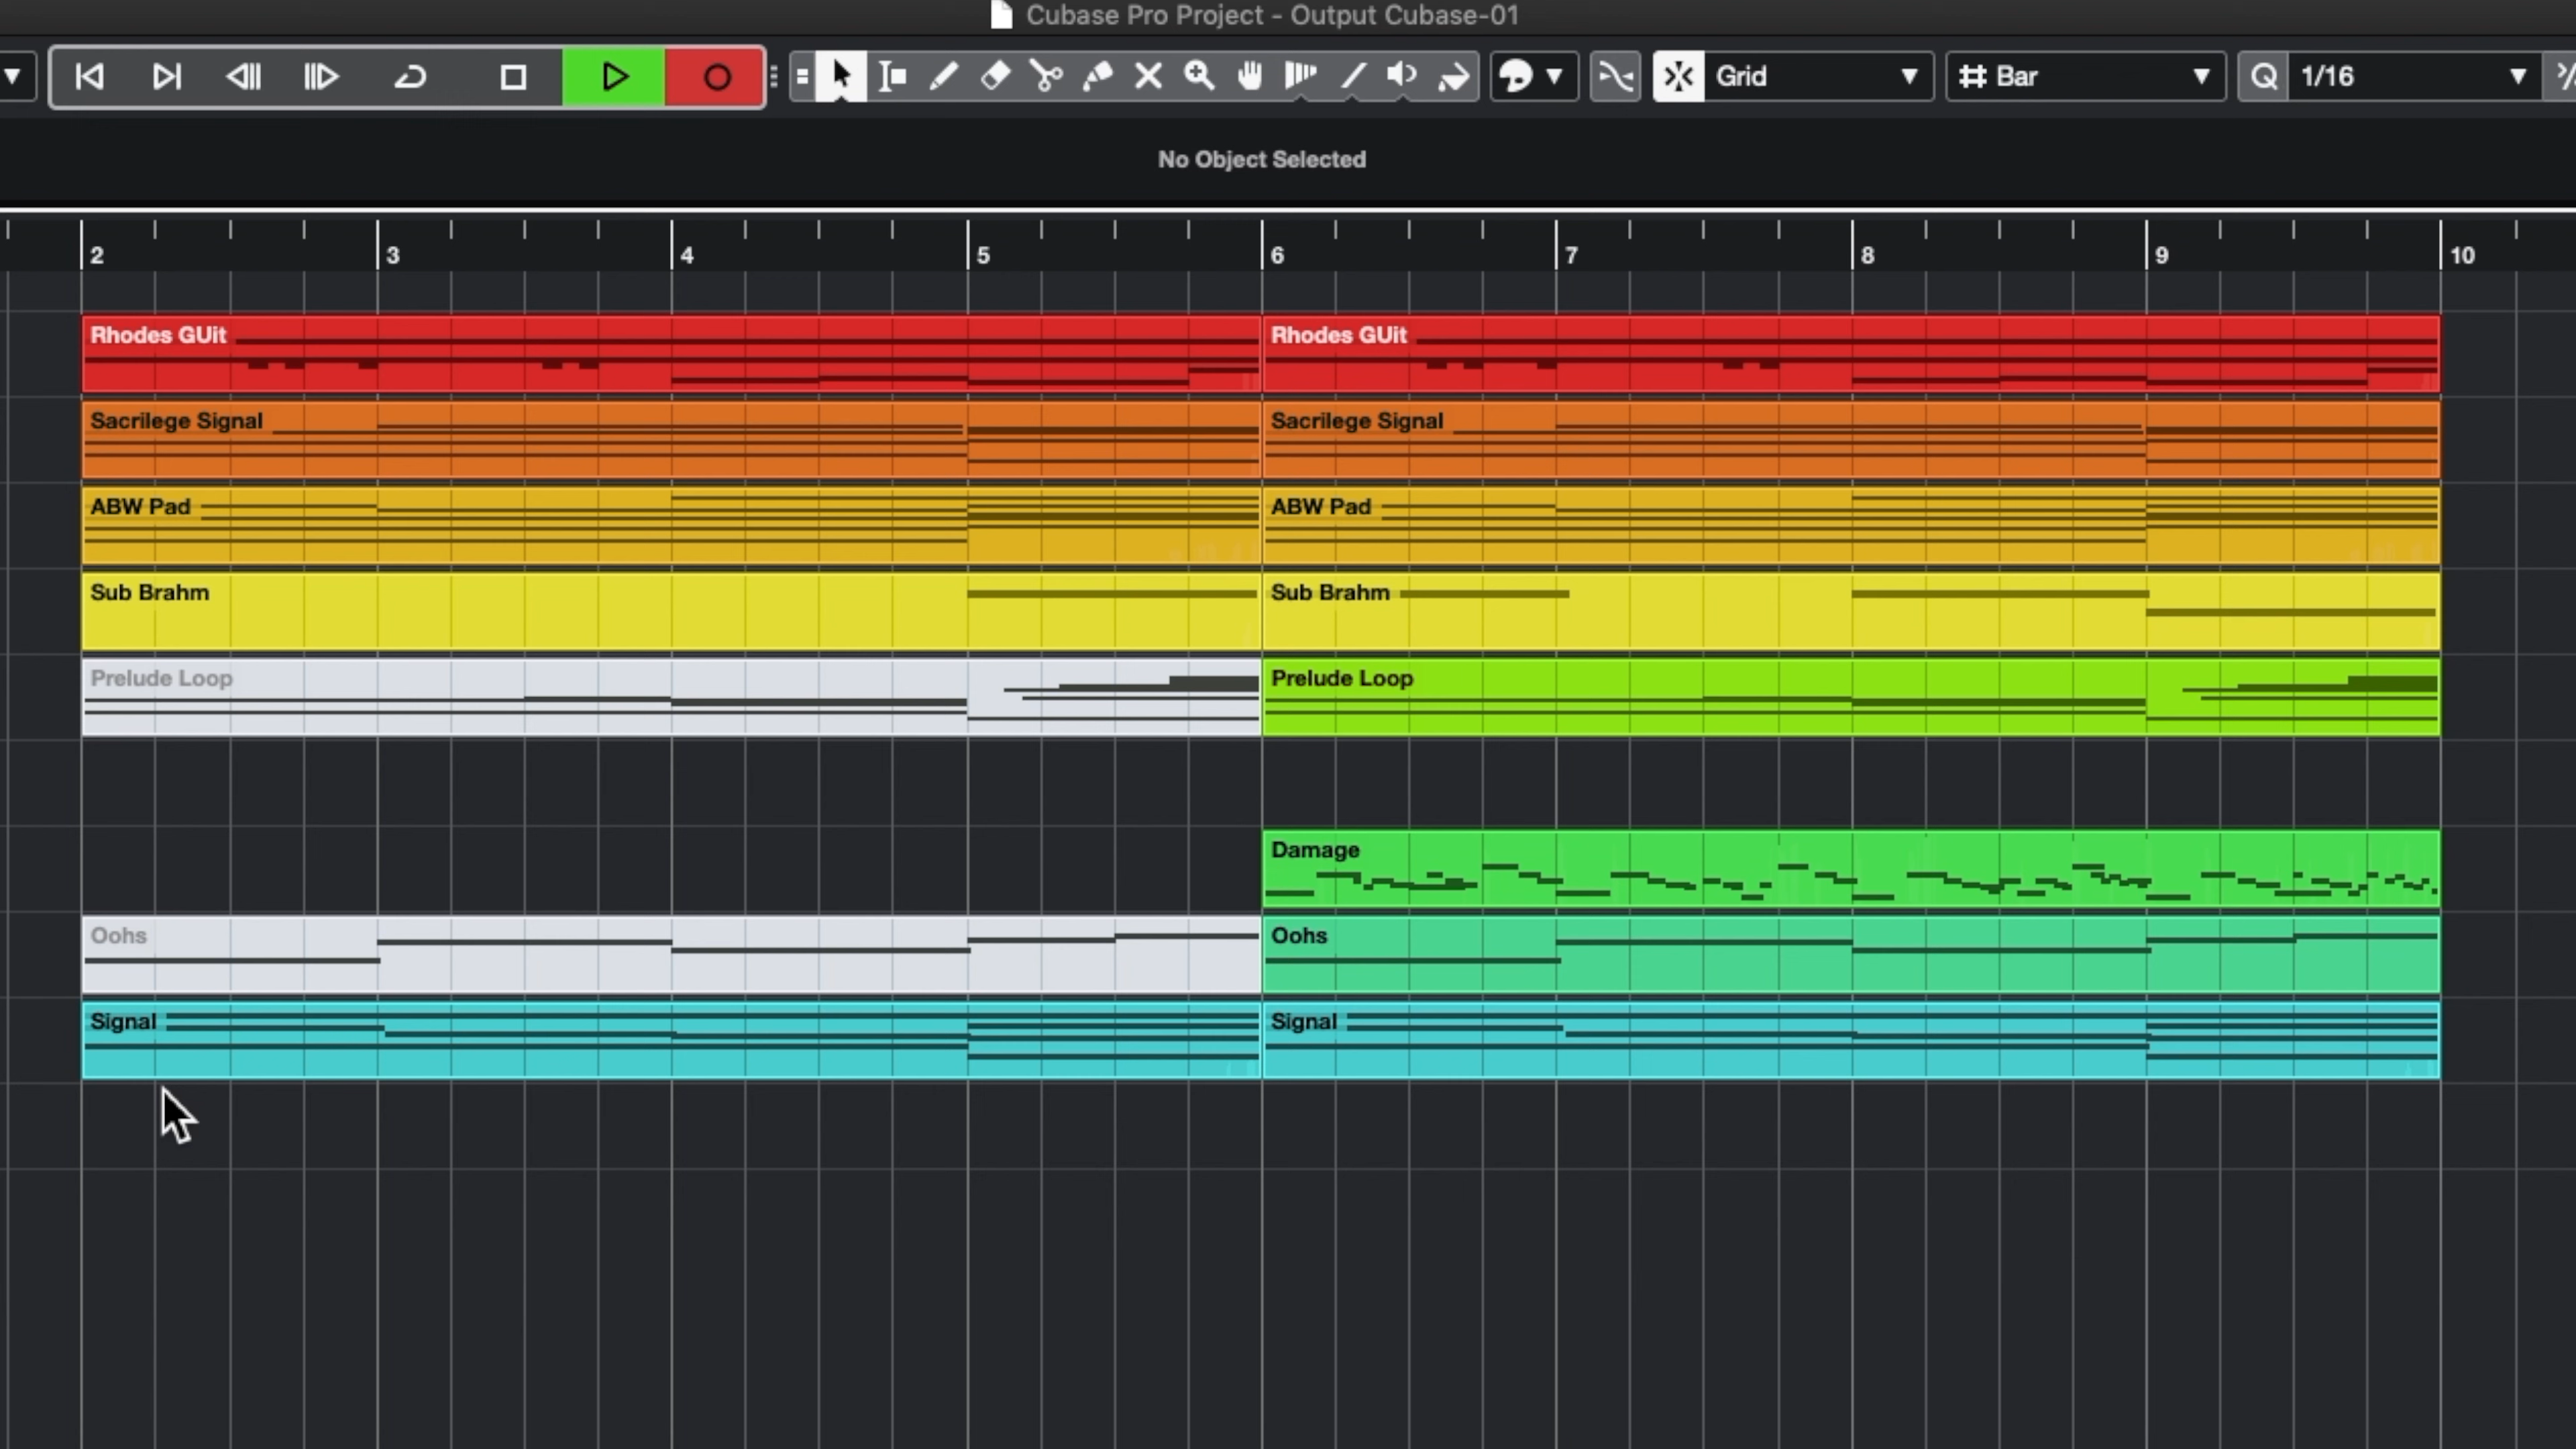 Cubase Pro Project - Output Cubase-01
Grid Bar Q 1/16
No Object Selected
2 3 4 5 6 7 8 9 10
Rhodes GUit Rhodes GUit
Sacrilege Signal Sacrilege Signal
ABW Pad ABW Pad
Sub Brahm Sub Brahm
Prelude Loop Prelude Loop
Damage
Oohs Oohs
Signal Signal